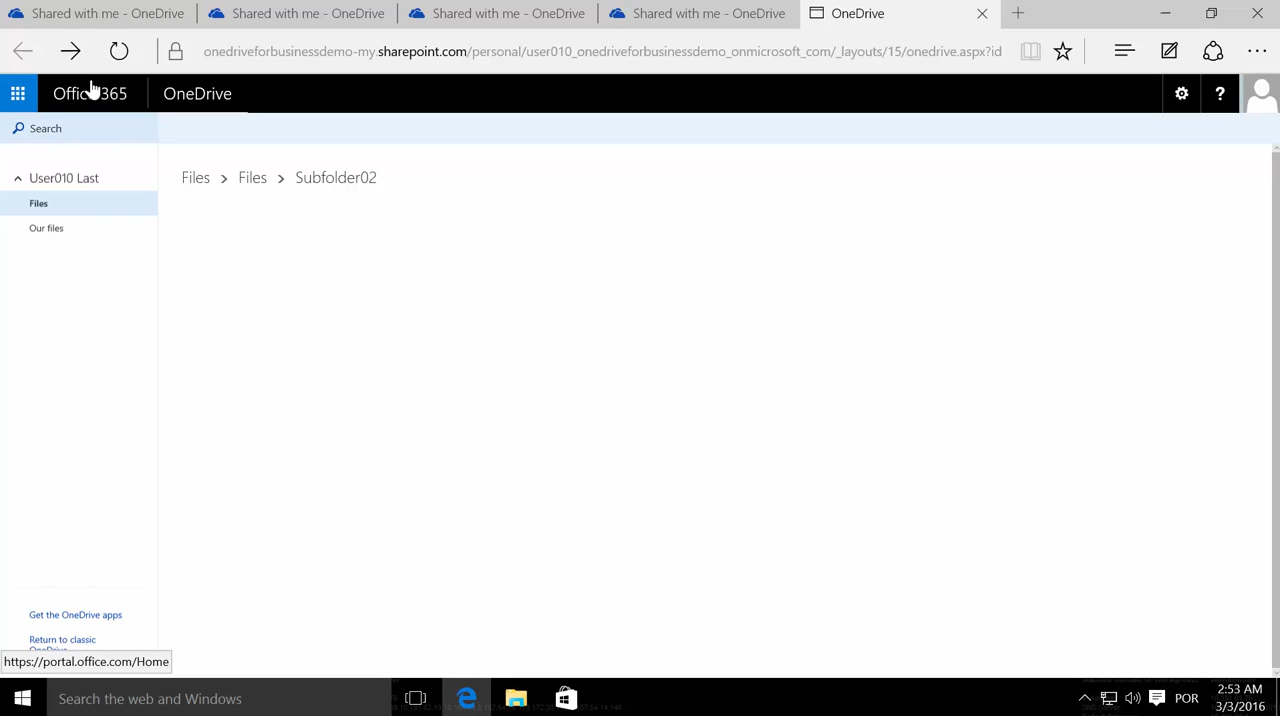 Shared with me - OneDrive
Shared with me - OneDrive
Shared with me - OneDrive
Shared with me - OneDrive
OneDrive
onedriveforbusinessdemo-my.sharepoint.com/personal/user010_onedriveforbusinessdemo_onmicrosoft_com/_layouts/15/onedrive.aspx?id
Office 365
OneDrive
?
Search
User010 Last
Files > Files > Subfolder02
Files
Our files
Get the OneDrive apps
Return to classic
OneDrive
https://portal.office.com/Home
Search the web and Windows
POR
2:53 AM
3/3/2016